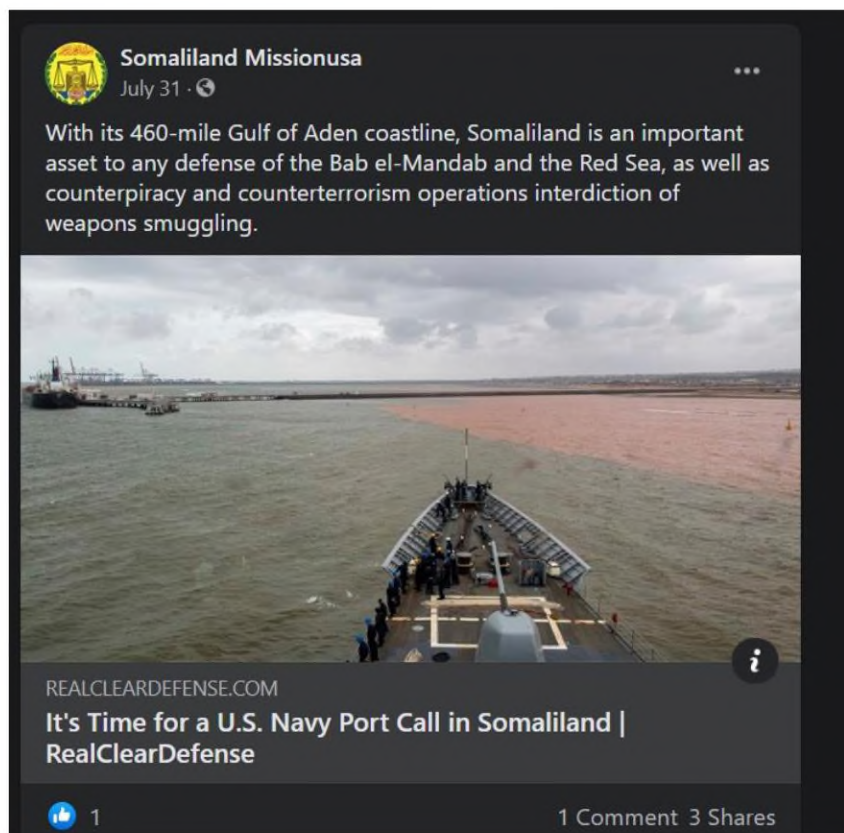 Somaliland Missionusa
July 31 ·
With its 460-mile Gulf of Aden coastline, Somaliland is an important
asset to any defense of the Bab el-Mandab and the Red Sea, as well as
counterpiracy and counterterrorism operations interdiction of
weapons smuggling.
REALCLEARDEFENSE.COM
It's Time for a U.S. Navy Port Call in Somaliland |
RealClearDefense
1
1 Comment 3 Shares